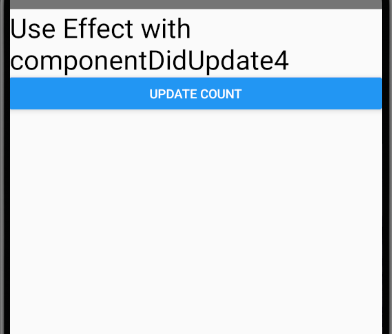 Use Effect with
componentDidUpdate4
UPDATE COUNT